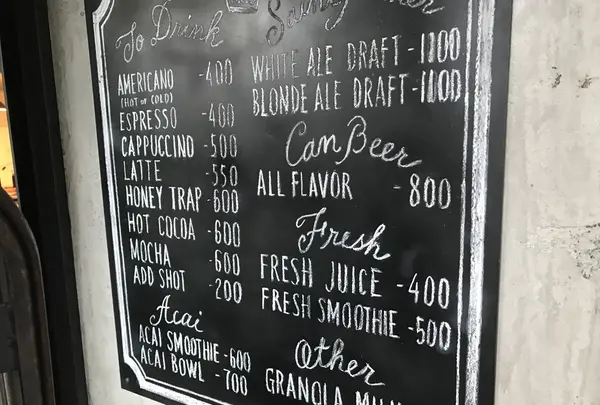 To Drink
AMERICANO -400
(HOT or COLD)
ESPRESSO -400
CAPPUCCINO -500
LATTE -550
HONEY TRAP -600
HOT COCOA -600
MOCHA -600
ADD SHOT -200
Acai
ACAI SMOOTHIE -600
ACAI BOWL -700
WHITE ALE DRAFT -1100
BLONDE ALE DRAFT -1100
Can Beer
ALL FLAVOR -800
Fresh
FRESH JUICE -400
FRESH SMOOTHIE -500
Other
GRANOLA